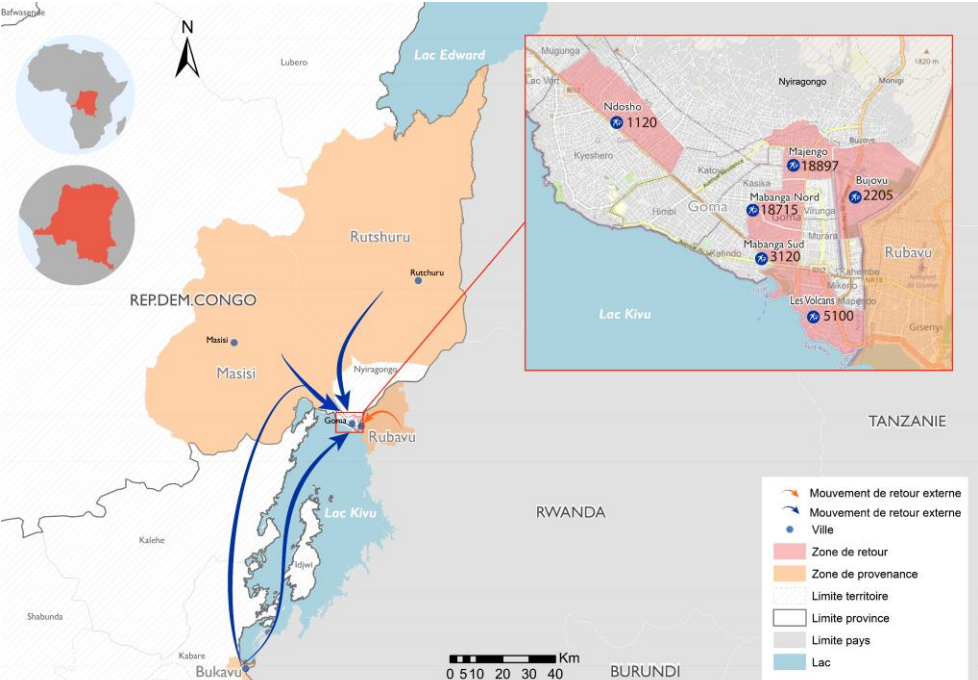 Bafwasende
N
Lubero
Lac Edward
Rutshuru
Rutchuru
REP.DEM.CONGO
Masisi
Masisi
Nyiragongo
Goma
Rubavu
Lac Kivu
Idjwi
Kalehe
Shabunda
Kabare
Bukavu
RWANDA
TANZANIE
BURUNDI
Mugunga
Lac Vert
RN2
Ndosho
1120
Nyiragongo
Monigi
1820 m
Buzoye
Majengo
18897
Bujovu
2205
Kyeshero
Katoyi
Kasika
Mabanga Nord
18715
Goma
Goma
Virunga
Himbi
Murara
Mabanga Sud
3120
Katindo
RN2
Kahembe
Mikeno
Mapendo
Les Volcans
5100
Rubavu
Gisenyi
Lac Kivu
Mouvement de retour externe
Mouvement de retour externe
Ville
Zone de retour
Zone de provenance
Limite territoire
Limite province
Limite pays
Lac
Km
0 5 10 20 30 40